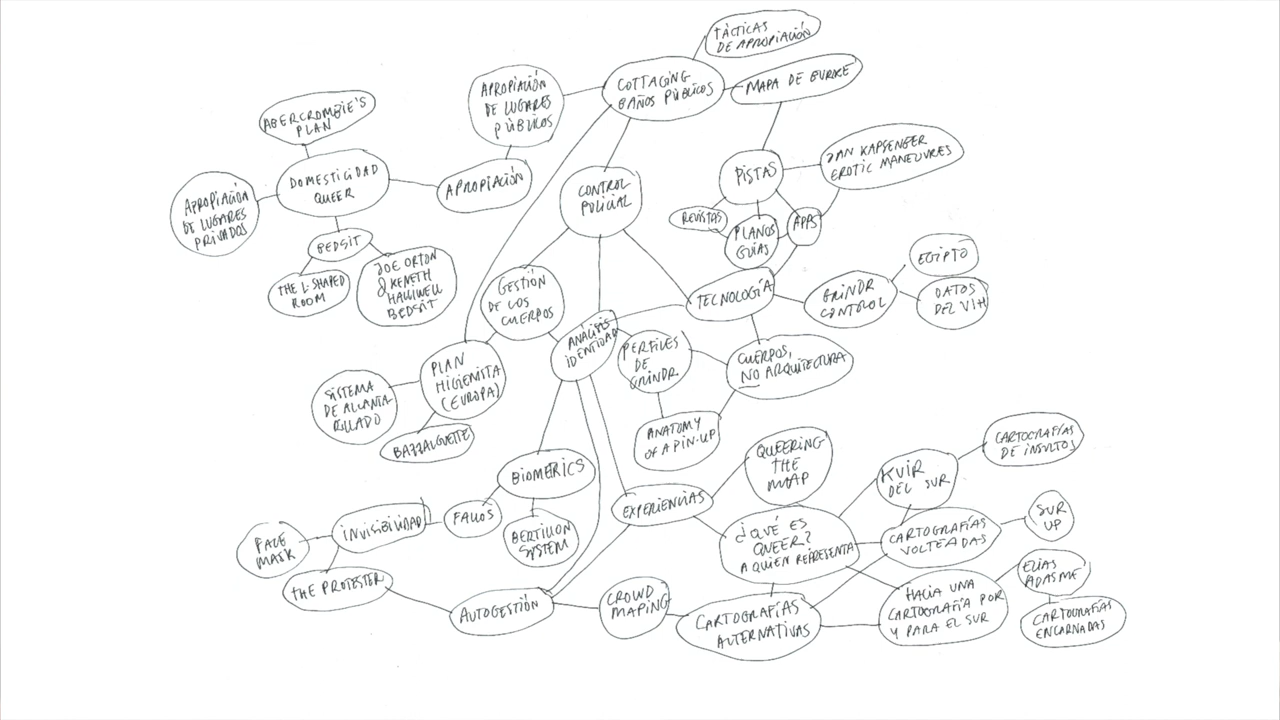 TÁCTICAS
DE APROPIACIÓN
COTTAGING
BAÑOS PÚBLICOS
MAPA DE BURKE
APROPIACIÓN
DE LUGARES
PÚBLICOS
ABERCROMBIE'S
PLAN
DOMESTICIDAD
QUEER
APROPIACIÓN
APROPIACIÓN
DE LUGARES
PRIVADOS
BEDSIT
THE L-SHAPED
ROOM
JOE ORTON
& KENETH
HALLIWELL
BEDSIT
CONTROL
POLICIAL
PISTAS
JAN KAPSENGER
EROTIC MANEUVRES
REVISTAS
PLANOS
GUÍAS
APPS
GESTIÓN
DE LOS
CUERPOS
TECNOLOGÍA
GRINDR
CONTOROL
EGIPTO
DATOS
DEL VIH
ANÁLISIS
IDENTIDAD
PERFILES
DE
GRINDR
CUERPOS,
NO ARQUITECTURA
ANATOMY
OF A PIN-UP
PLAN
HIGIENISTA
(EUROPA)
SISTEMA
DE ALCANTA
RILLADO
BAZZALGUETTE
BIOMETRICS
BERTILLON
SYSTEM
FALLOS
INVISIBILIDAD
FACE
MASK
THE PROTESTER
AUTOGESTIÓN
EXPERIENCIAS
QUEERING
THE
MAP
¿QUÉ ES
QUEER?
A QUIEN REPRESENTA
KUIR
DEL SUR
CARTOGRAFÍAS
DE INSULTOS
CARTOGRAFÍAS
VOLTEADAS
SUR
UP
CROWD
MAPING
CARTOGRAFÍAS
ALTERNATIVAS
HACIA UNA
CARTOGRAFÍA POR
Y PARA EL SUR
ELIAS
ADASME
CARTOGRAFÍAS
ENCARNADAS